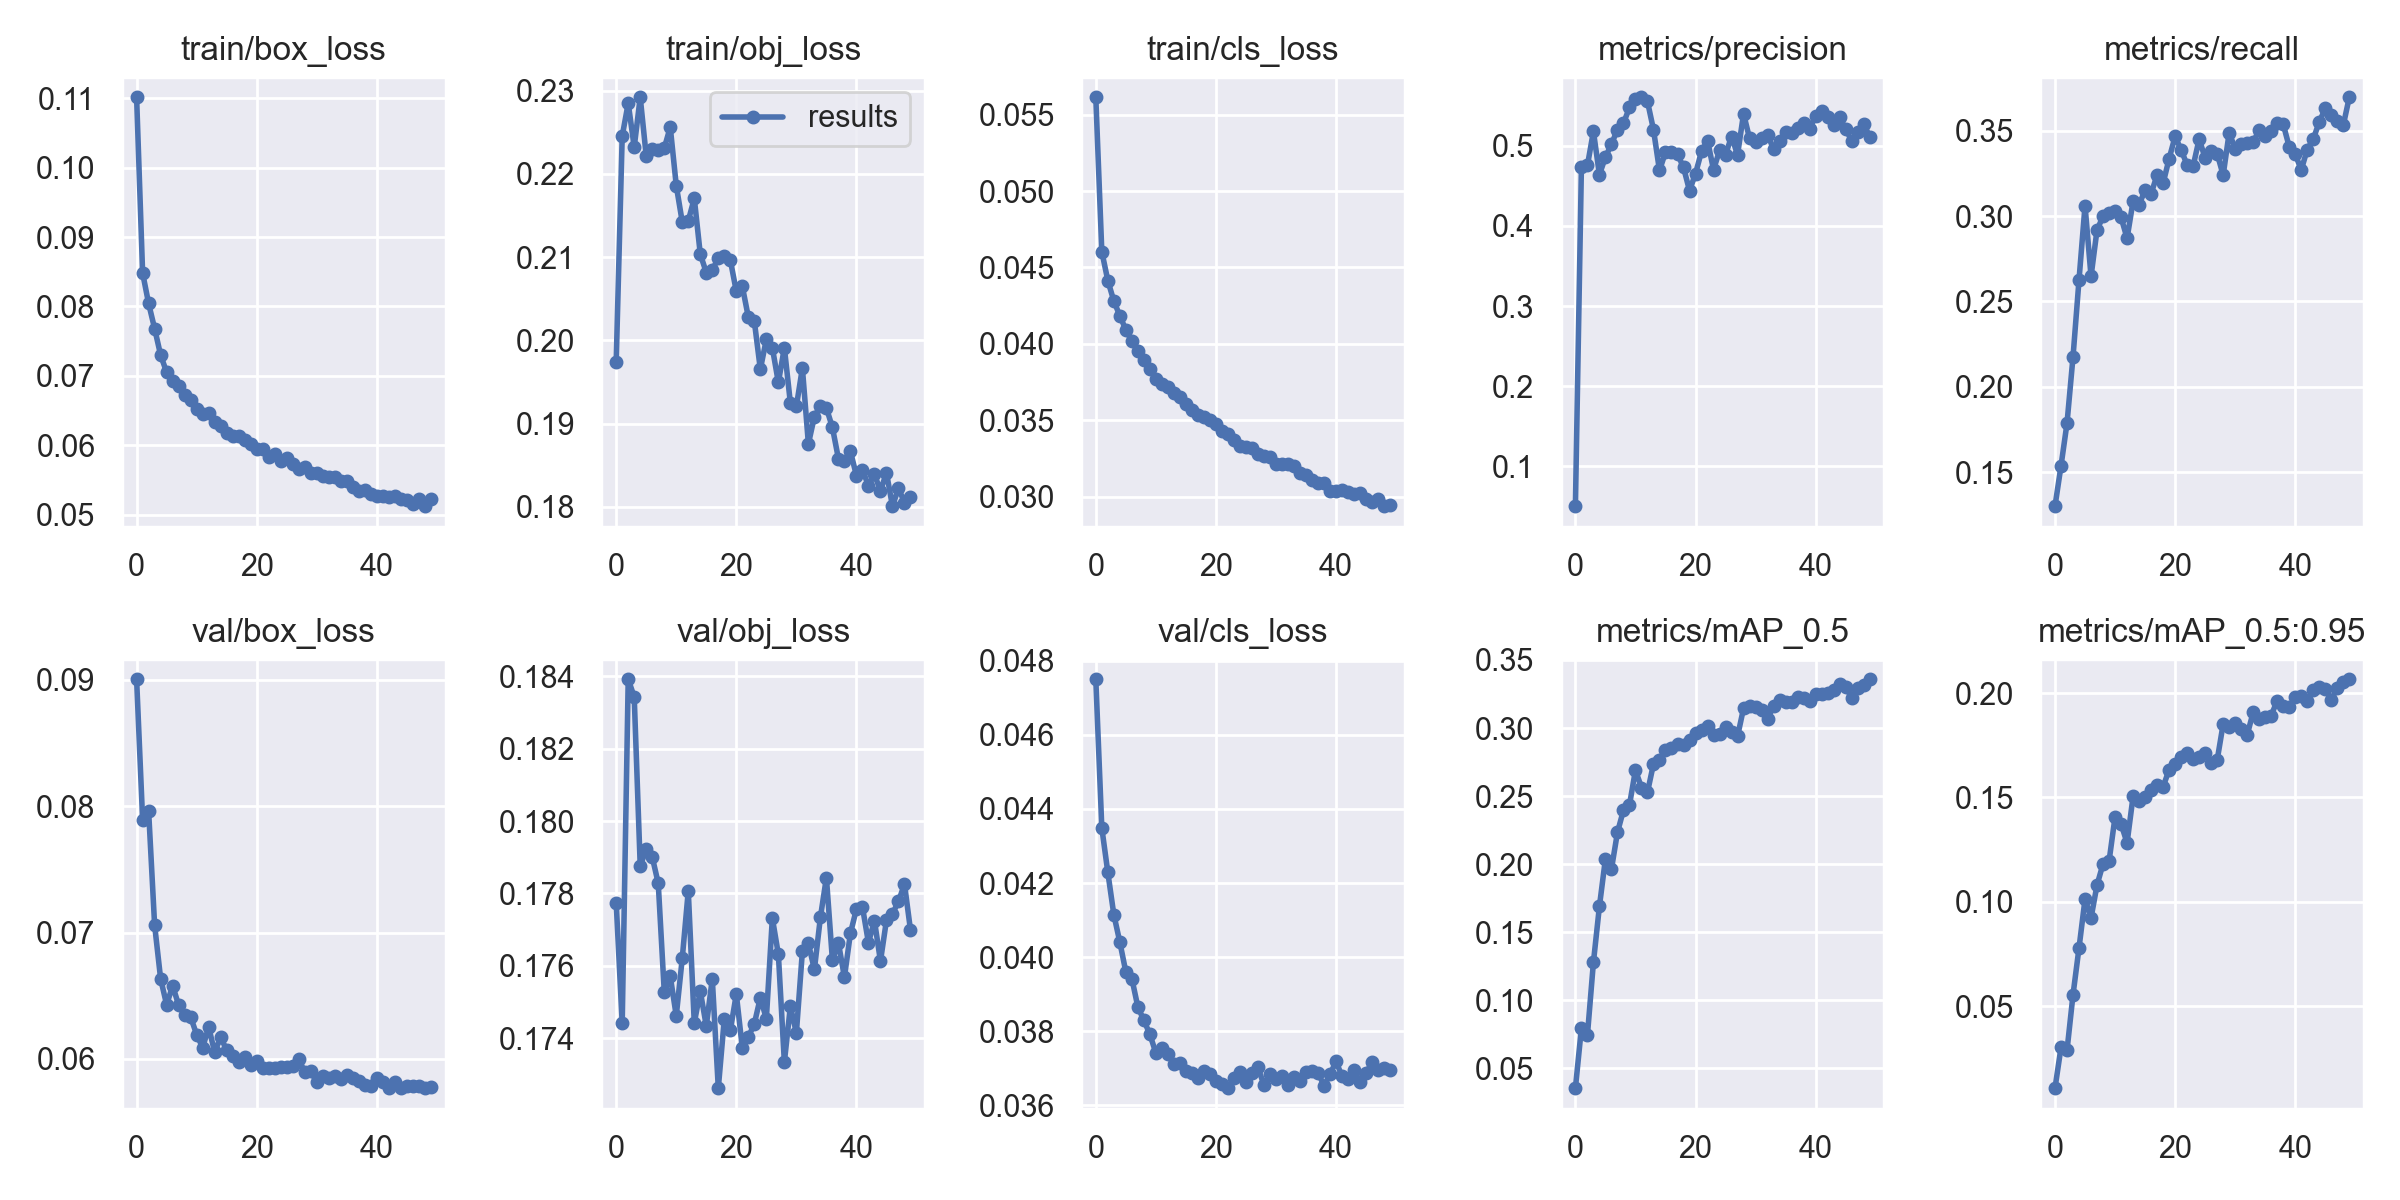 train/box_loss
0.11
0.10
0.09
0.08
0.07
0.06
0.05
0 20 40
train/obj_loss
results
0.23
0.22
0.21
0.20
0.19
0.18
0 20 40
train/cls_loss
0.055
0.050
0.045
0.040
0.035
0.030
0 20 40
metrics/precision
0.5
0.4
0.3
0.2
0.1
0 20 40
metrics/recall
0.35
0.30
0.25
0.20
0.15
0 20 40
val/box_loss
0.09
0.08
0.07
0.06
0 20 40
val/obj_loss
0.184
0.182
0.180
0.178
0.176
0.174
0 20 40
val/cls_loss
0.048
0.046
0.044
0.042
0.040
0.038
0.036
0 20 40
metrics/mAP_0.5
0.35
0.30
0.25
0.20
0.15
0.10
0.05
0 20 40
metrics/mAP_0.5:0.95
0.20
0.15
0.10
0.05
0 20 40